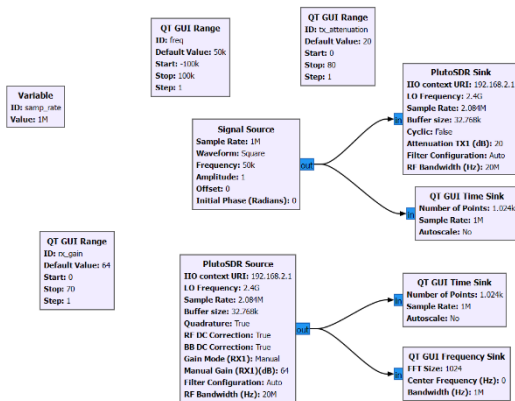 QT GUI Range
ID: freq
Default Value: 50k
Start: -100k
Stop: 100k
Step: 1
QT GUI Range
ID: tx_attenuation
Default Value: 20
Start: 0
Stop: 80
Step: 1
Variable
ID: samp_rate
Value: 1M
PlutoSDR Sink
IIO context URI: 192.168.2.1
LO Frequency: 2.4G
Sample Rate: 2.084M
Buffer size: 32.768k
Cyclic: False
Attenuation TX1 (dB): 20
Filter Configuration: Auto
RF Bandwidth (Hz): 20M
in
Signal Source
Sample Rate: 1M
Waveform: Square
Frequency: 50k
Amplitude: 1
Offset: 0
Initial Phase (Radians): 0
out
QT GUI Time Sink
Number of Points: 1.024k
Sample Rate: 1M
Autoscale: No
in
QT GUI Range
ID: rx_gain
Default Value: 64
Start: 0
Stop: 70
Step: 1
PlutoSDR Source
IIO context URI: 192.168.2.1
LO Frequency: 2.4G
Sample Rate: 2.084M
Buffer size: 32.768k
Quadrature: True
RF DC Correction: True
BB DC Correction: True
Gain Mode (RX1): Manual
Manual Gain (RX1)(dB): 64
Filter Configuration: Auto
RF Bandwidth (Hz): 20M
out
QT GUI Time Sink
Number of Points: 1.024k
Sample Rate: 1M
Autoscale: No
in
QT GUI Frequency Sink
FFT Size: 1024
Center Frequency (Hz): 0
Bandwidth (Hz): 1M
in